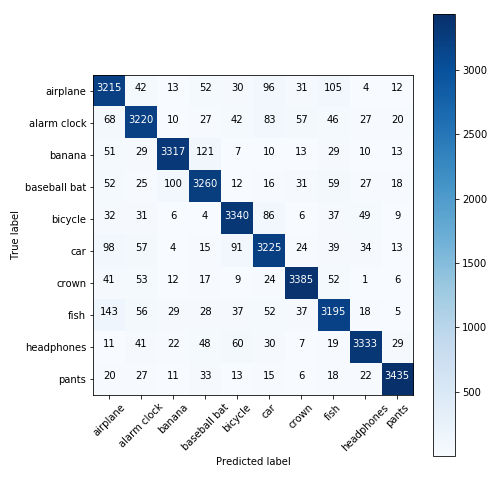 airplane 3215 42 13 52 30 96 31 105 4 12
alarm clock 68 3220 10 27 42 83 57 46 27 20
banana 51 29 3317 121 7 10 13 29 10 13
baseball bat 52 25 100 3260 12 16 31 59 27 18
bicycle 32 31 6 4 3340 86 6 37 49 9
car 98 57 4 15 91 3225 24 39 34 13
crown 41 53 12 17 9 24 3385 52 1 6
fish 143 56 29 28 37 52 37 3195 18 5
headphones 11 41 22 48 60 30 7 19 3333 29
pants 20 27 11 33 13 15 6 18 22 3435
airplane alarm clock banana baseball bat bicycle car crown fish headphones pants
True label
Predicted label
3000
2500
2000
1500
1000
500